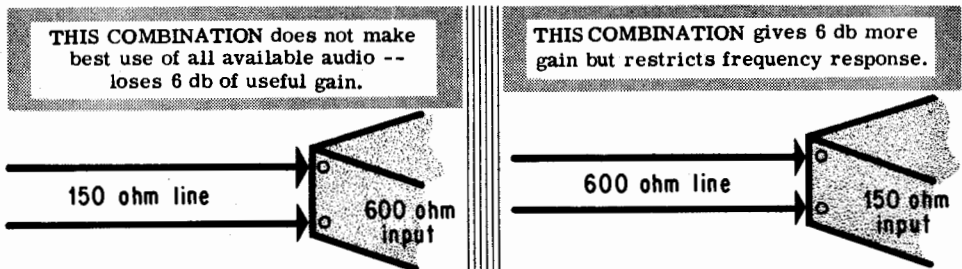 THIS COMBINATION does not make
best use of all available audio --
loses 6 db of useful gain.
150 ohm line
600 ohm
input
THIS COMBINATION gives 6 db more
gain but restricts frequency response.
600 ohm line
150 ohm
input